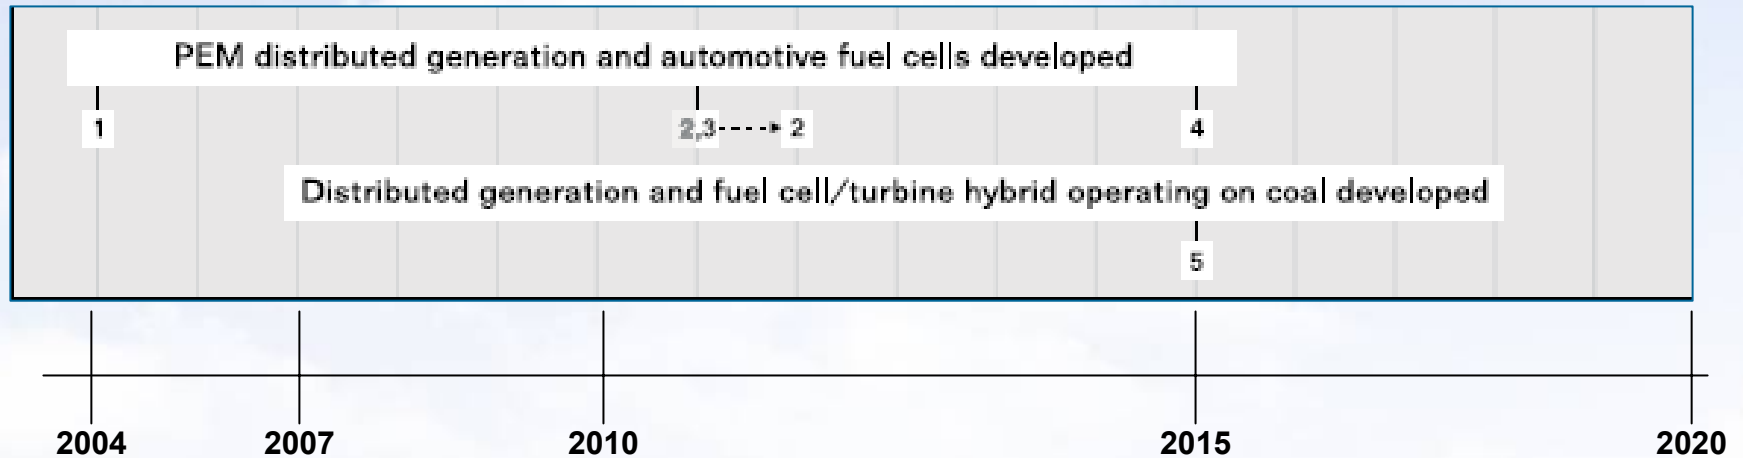 PEM distributed generation and automotive fuel cells developed
1 2,3 2 4
Distributed generation and fuel cell/turbine hybrid operating on coal developed
5
2004 2007 2010 2015 2020